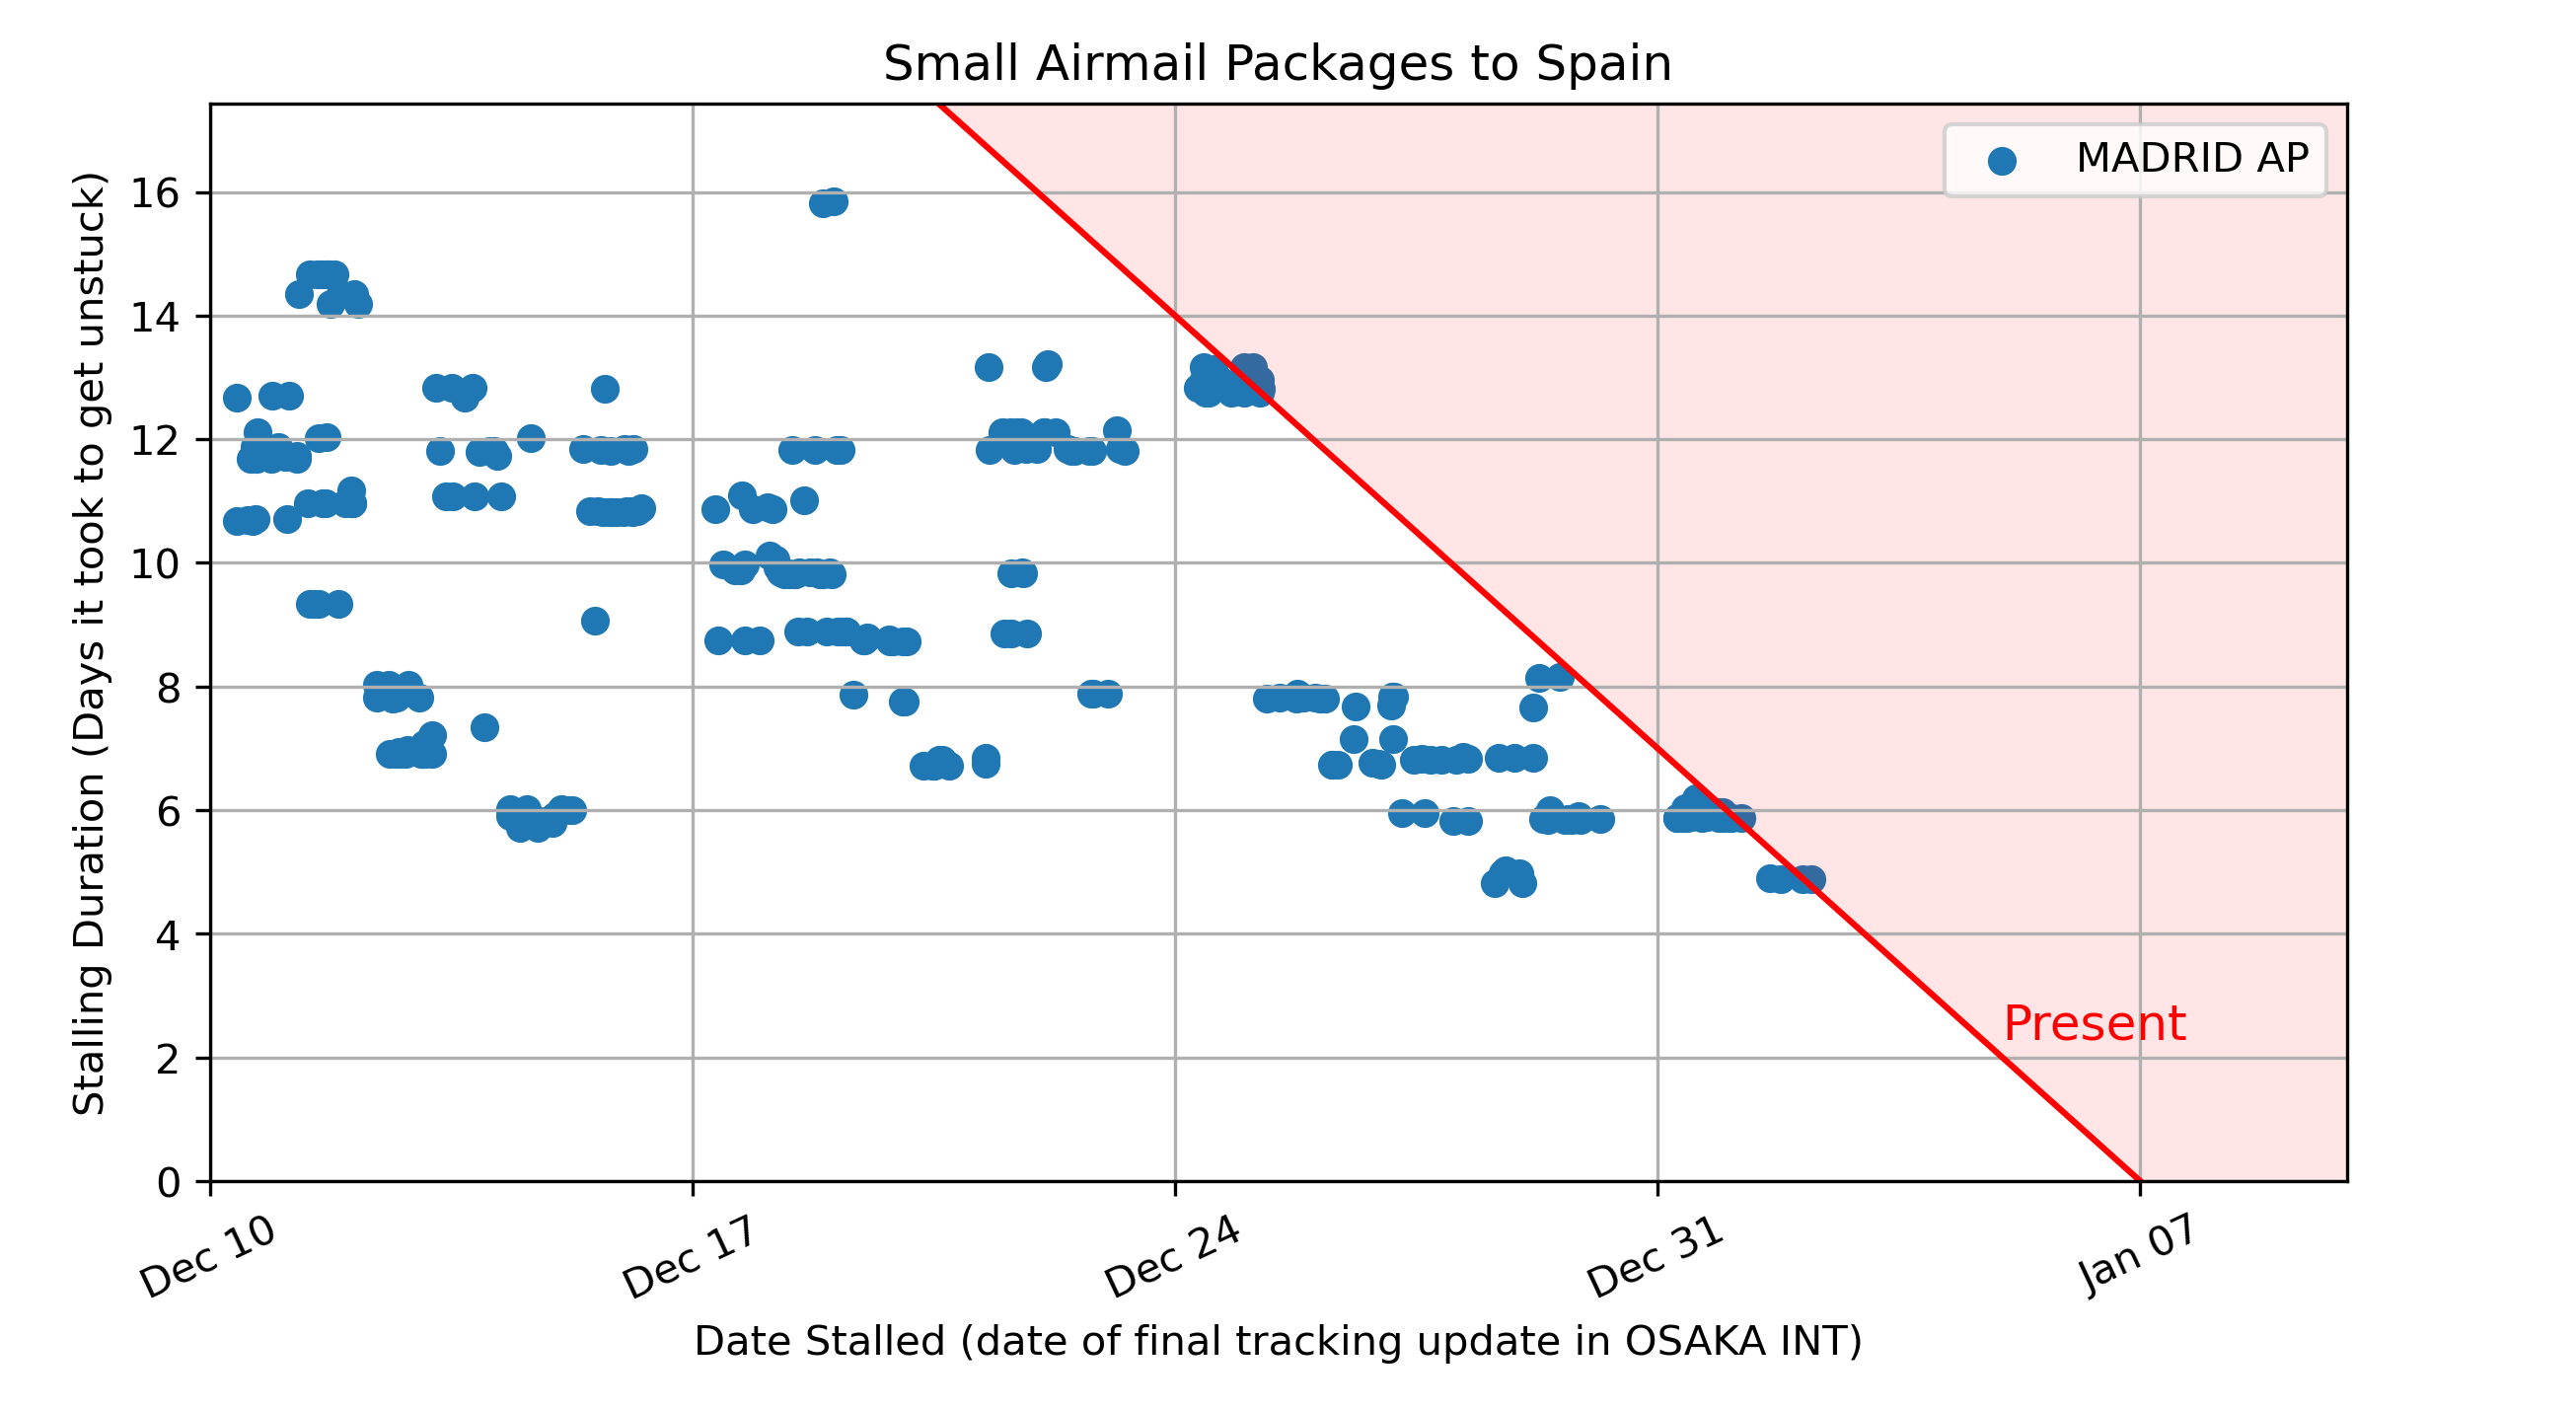 Small Airmail Packages to Spain
MADRID AP
Stalling Duration (Days it took to get unstuck)
16
14
12
10
8
6
4
2
0
Present
Dec 10
Dec 17
Dec 24
Dec 31
Jan 07
Date Stalled (date of final tracking update in OSAKA INT)